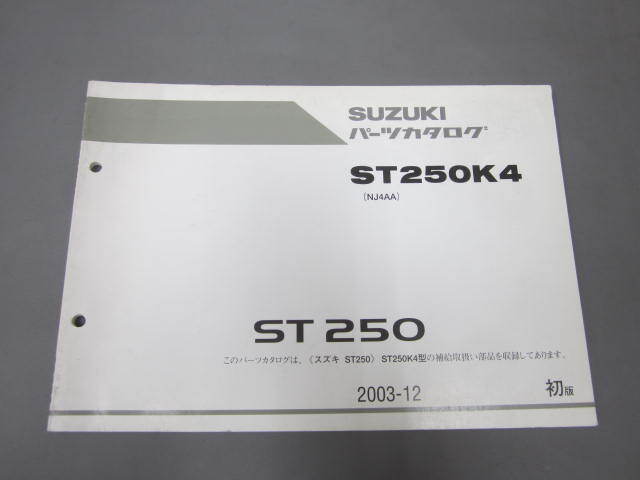 SUZUKI
パーツカタログ
ST250K4
(NJ4AA)
ST 250
このパーツカタログは、〈スズキ ST250〉 ST250K4型の補給取扱い部品を収録してあります。
2003-12
初版